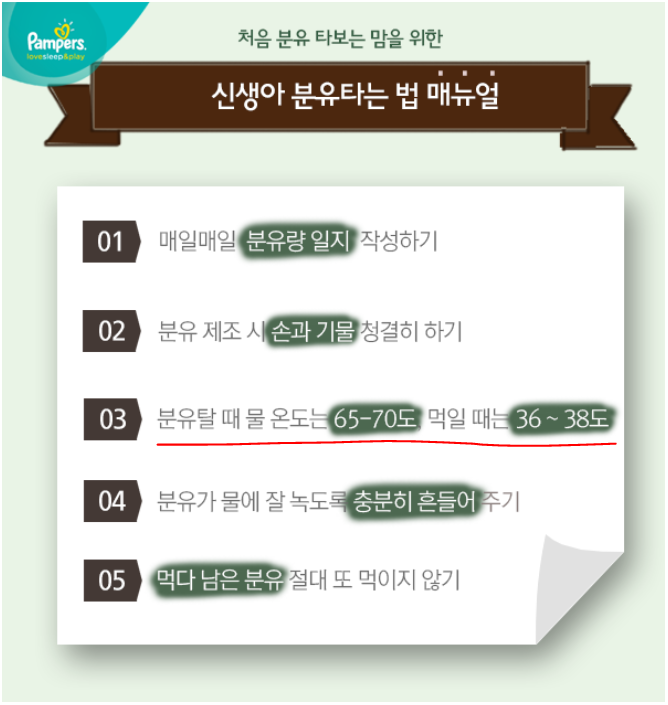 Pampers.
lovesleep&play
처음 분유 타보는 맘을 위한
신생아 분유타는 법 매뉴얼
01 매일매일 분유량 일지 작성하기
02 분유 제조 시 손과 기물 청결히 하기
03 분유탈 때 물 온도는 65-70도 먹일 때는 36 ~ 38도
04 분유가 물에 잘 녹도록 충분히 흔들어 주기
05 먹다 남은 분유 절대 또 먹이지 않기